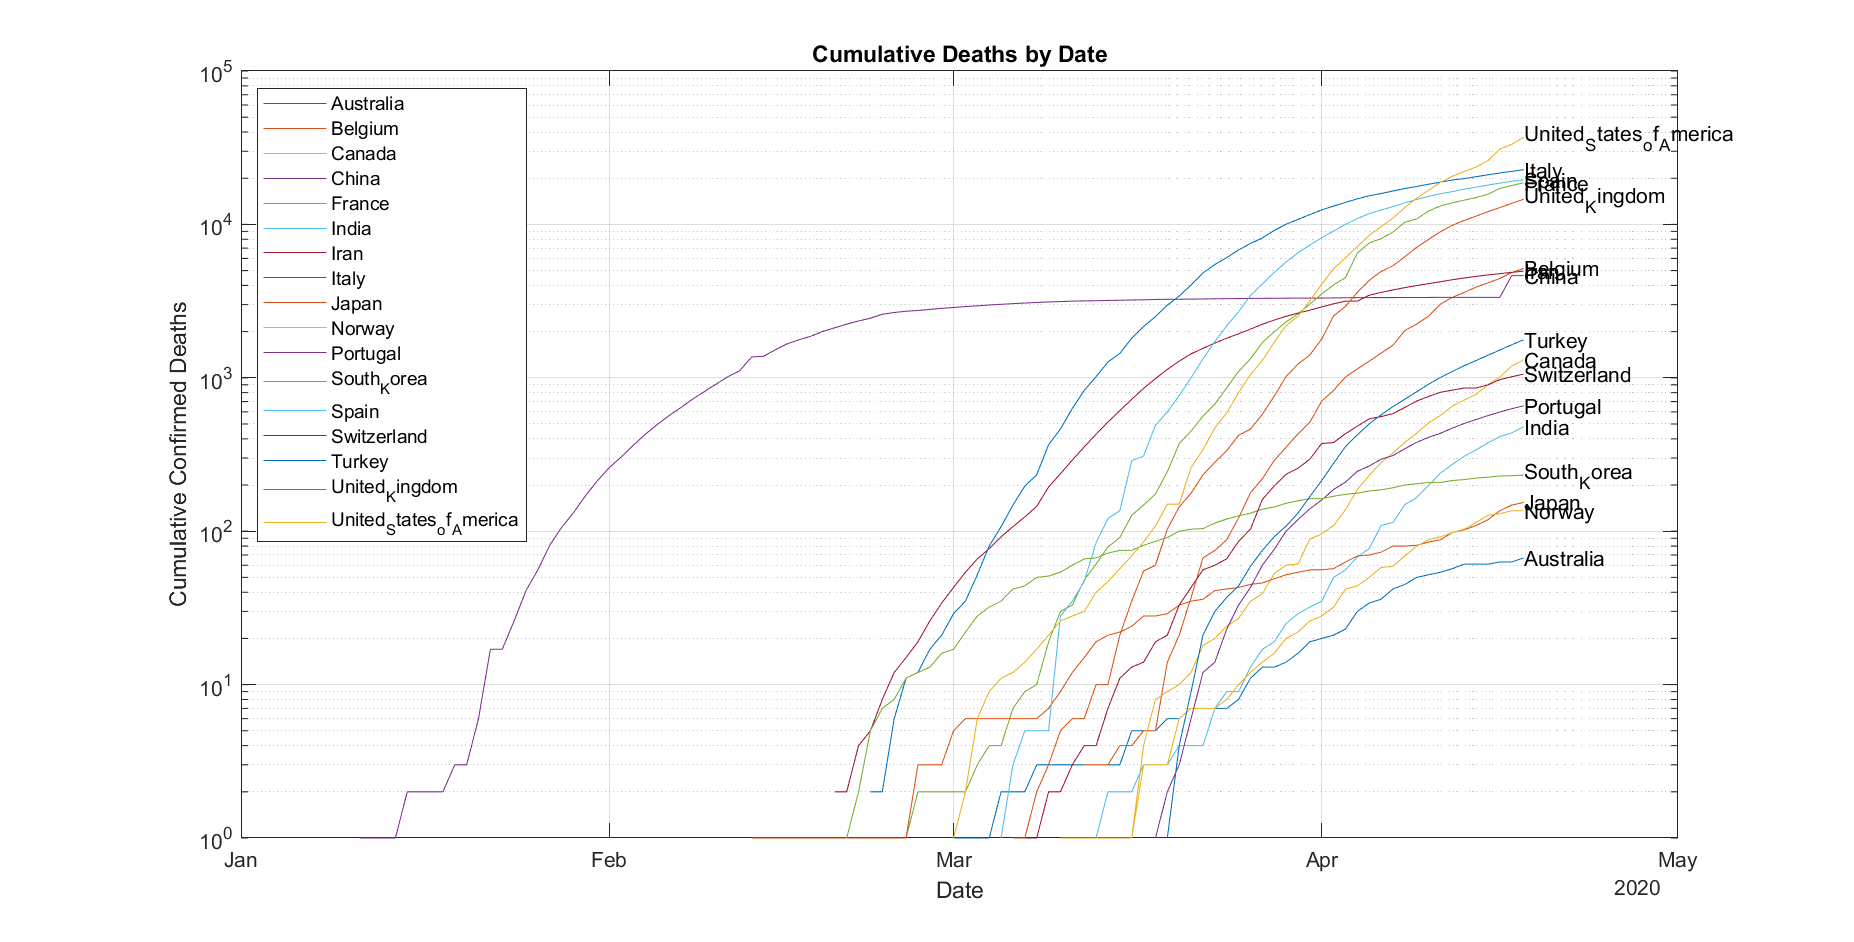 Cumulative Deaths by Date
10^5
10^4
10^3
10^2
10^1
10^0
Cumulative Confirmed Deaths
Australia
Belgium
Canada
China
France
India
Iran
Italy
Japan
Norway
Portugal
South_Korea
Spain
Switzerland
Turkey
United_Kingdom
United_States_of_America
United_States_of_America
Italy
Spain
France
United_Kingdom
Belgium
Iran
China
Turkey
Canada
Switzerland
Portugal
India
South_Korea
Japan
Norway
Australia
Jan
Feb
Mar
Apr
May
Date
2020